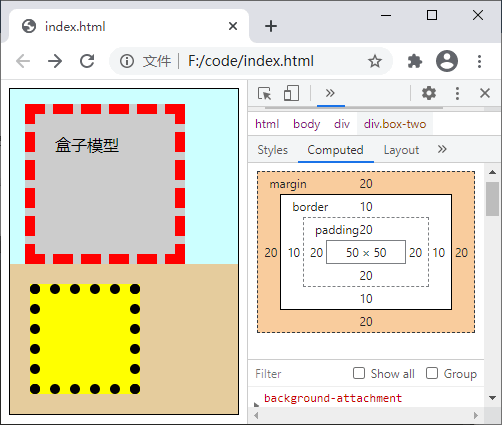 index.html
文件 F:/code/index.html
盒子模型
html body div div.box-two
Styles Computed Layout
margin 20
border 10
padding20
20 10 20 50 × 50 20 10 20
20
10
20
Filter Show all Group
background-attachment